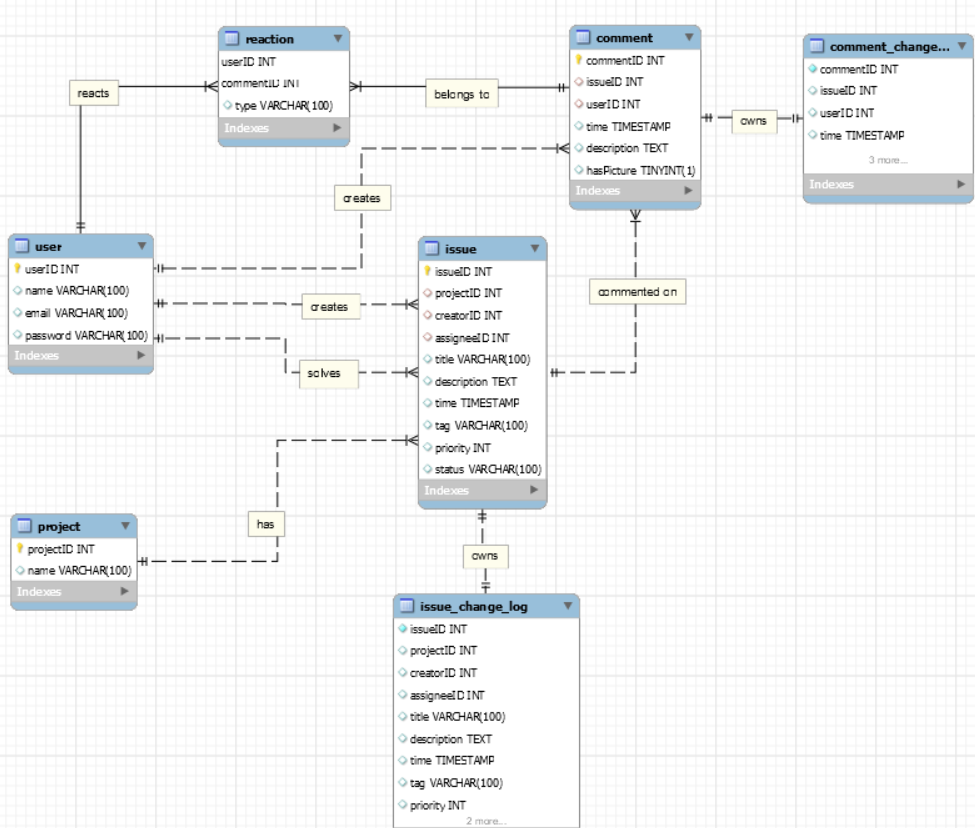 reaction
userID INT
commentID INT
type VARCHAR(100)
Indexes
comment
commentID INT
issueID INT
userID INT
time TIMESTAMP
description TEXT
hasPicture TINYINT(1)
Indexes
comment_change...
commentID INT
issueID INT
userID INT
time TIMESTAMP
3 more...
Indexes
reacts
belongs to
owns
creates
user
userID INT
name VARCHAR(100)
email VARCHAR(100)
password VARCHAR(100)
Indexes
creates
solves
issue
issueID INT
projectID INT
creatorID INT
assigneeID INT
title VARCHAR(100)
description TEXT
time TIMESTAMP
tag VARCHAR(100)
priority INT
status VARCHAR(100)
Indexes
commented on
project
projectID INT
name VARCHAR(100)
Indexes
has
owns
issue_change_log
issueID INT
projectID INT
creatorID INT
assigneeID INT
title VARCHAR(100)
description TEXT
time TIMESTAMP
tag VARCHAR(100)
priority INT
2 more...